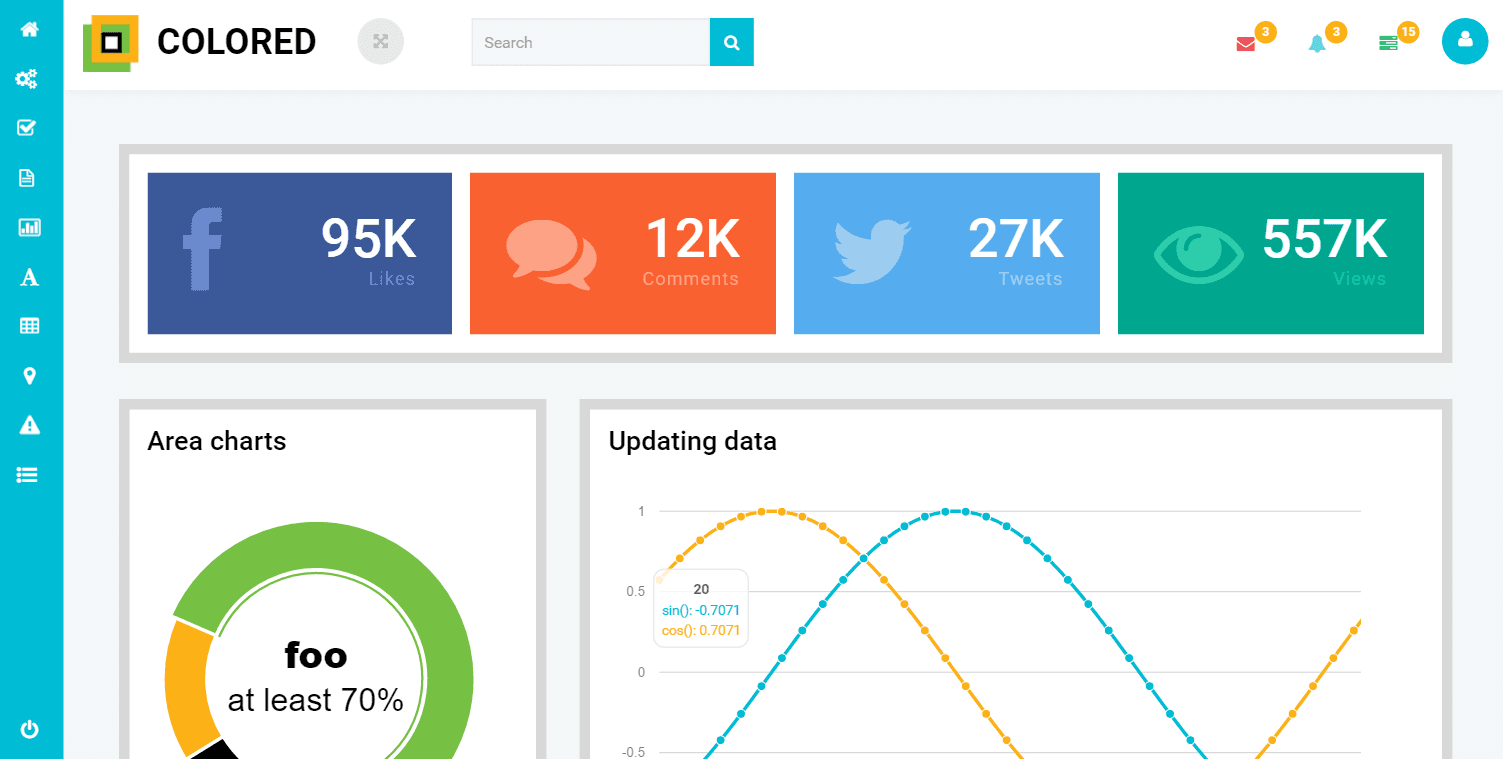 COLORED
Search
3
3
15
95K
Likes
12K
Comments
27K
Tweets
557K
Views
Area charts
foo
at least 70%
Updating data
1
0.5
0
-0.5
20
sin(): -0.7071
cos(): 0.7071